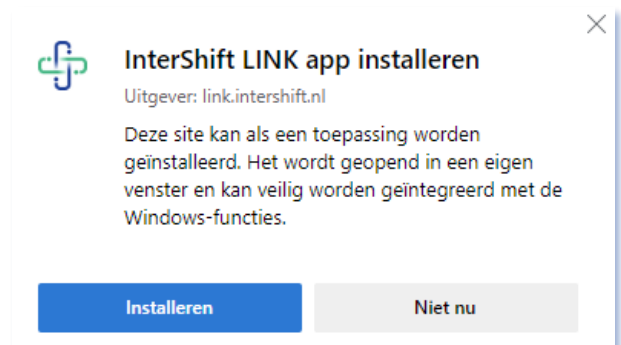 InterShift LINK app installeren
Uitgever: link.intershift.nl
Deze site kan als een toepassing worden
geïnstalleerd. Het wordt geopend in een eigen
venster en kan veilig worden geïntegreerd met de
Windows-functies.
Installeren
Niet nu